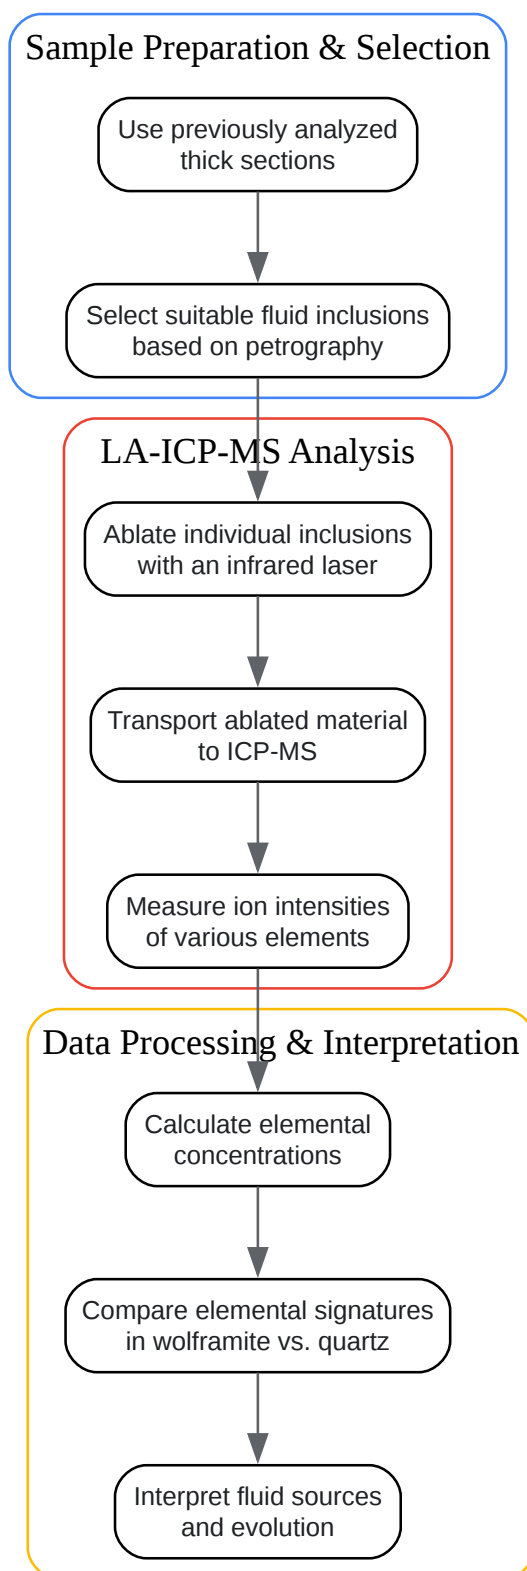 Sample Preparation & Selection
Use previously analyzed
thick sections
Select suitable fluid inclusions
based on petrography
LA-ICP-MS Analysis
Ablate individual inclusions
with an infrared laser
Transport ablated material
to ICP-MS
Measure ion intensities
of various elements
Data Processing & Interpretation
Calculate elemental
concentrations
Compare elemental signatures
in wolframite vs. quartz
Interpret fluid sources
and evolution